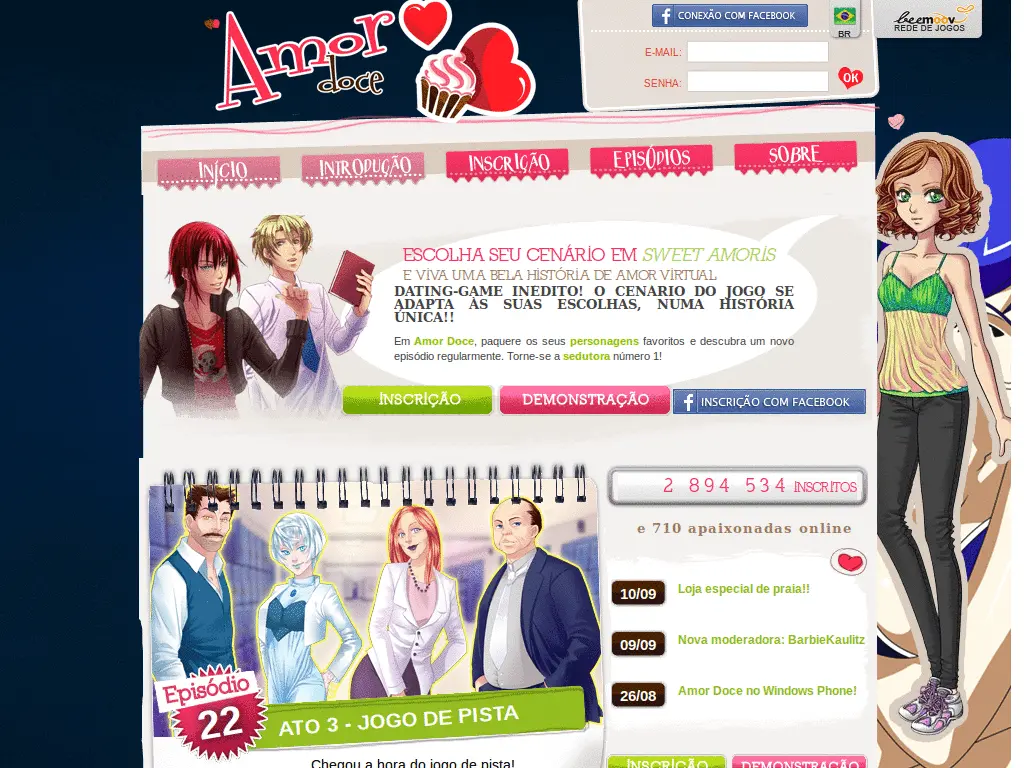 Amor
doce
CONEXÃO COM FACEBOOK
BR
beemoov
REDE DE JOGOS
E-MAIL:
SENHA:
OK
INÍCIO
INTRODUÇÃO
INSCRIÇÃO
EPISÓDIOS
SOBRE
ESCOLHA SEU CENÁRIO EM SWEET AMORIS
E VIVA UMA BELA HISTÓRIA DE AMOR VIRTUAL
DATING-GAME INEDITO! O CENARIO DO JOGO SE
ADAPTA ÀS SUAS ESCOLHAS, NUMA HISTÓRIA
ÚNICA!!
Em Amor Doce, paquere os seus personagens favoritos e descubra um novo
episódio regularmente. Torne-se a sedutora número 1!
INSCRIÇÃO
DEMONSTRAÇÃO
INSCRIÇÃO COM FACEBOOK
2 894 534 INSCRITOS
e 710 apaixonadas online
10/09 Loja especial de praia!!
09/09 Nova moderadora: BarbieKaulitz
26/08 Amor Doce no Windows Phone!
Episódio
22
ATO 3 - JOGO DE PISTA
Chegou a hora do jogo de pista!
INSCRIÇÃO
DEMONSTRAÇÃO